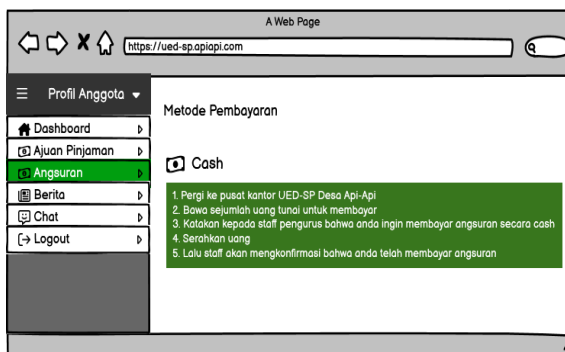 A Web Page
https://ued-sp.apiapi.com
Profil Anggota
Dashboard
Ajuan Pinjaman
Angsuran
Berita
Chat
Logout
Metode Pembayaran
Cash
1. Pergi ke pusat kantor UED-SP Desa Api-Api
2. Bawa sejumlah uang tunai untuk membayar
3. Katakan kepada staff pengurus bahwa anda ingin membayar angsuran secara cash
4. Serahkan uang
5. Lalu staff akan mengkonfirmasi bahwa anda telah membayar angsuran